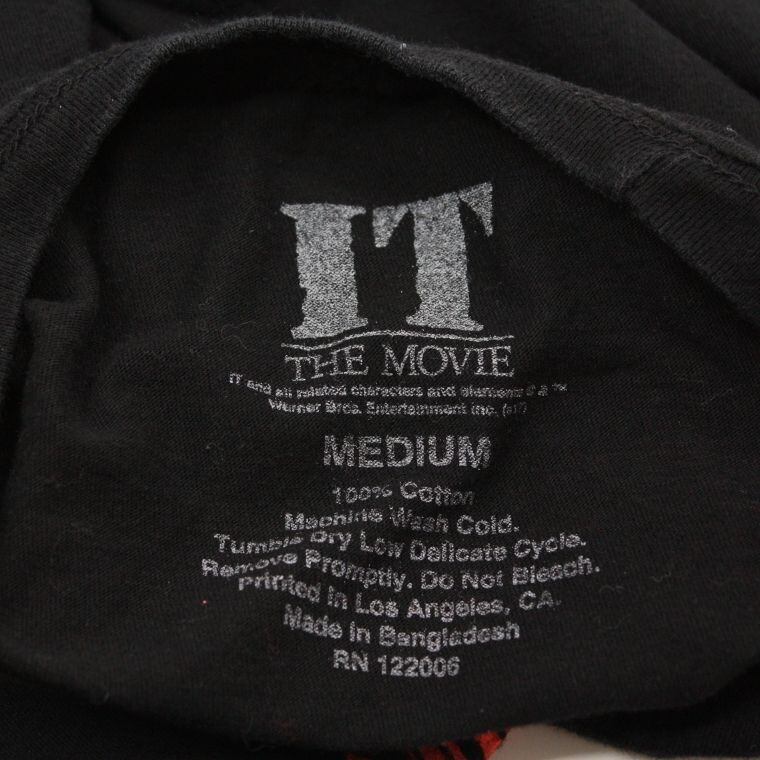 IT
THE MOVIE
IT and all related characters and elements © & ™
Warner Bros. Entertainment Inc.
MEDIUM
100% Cotton
Machine Wash Cold.
Tumble Dry Low Delicate Cycle.
Remove Promptly. Do Not Bleach.
Printed in Los Angeles, CA.
Made in Bangladesh
RN 122006